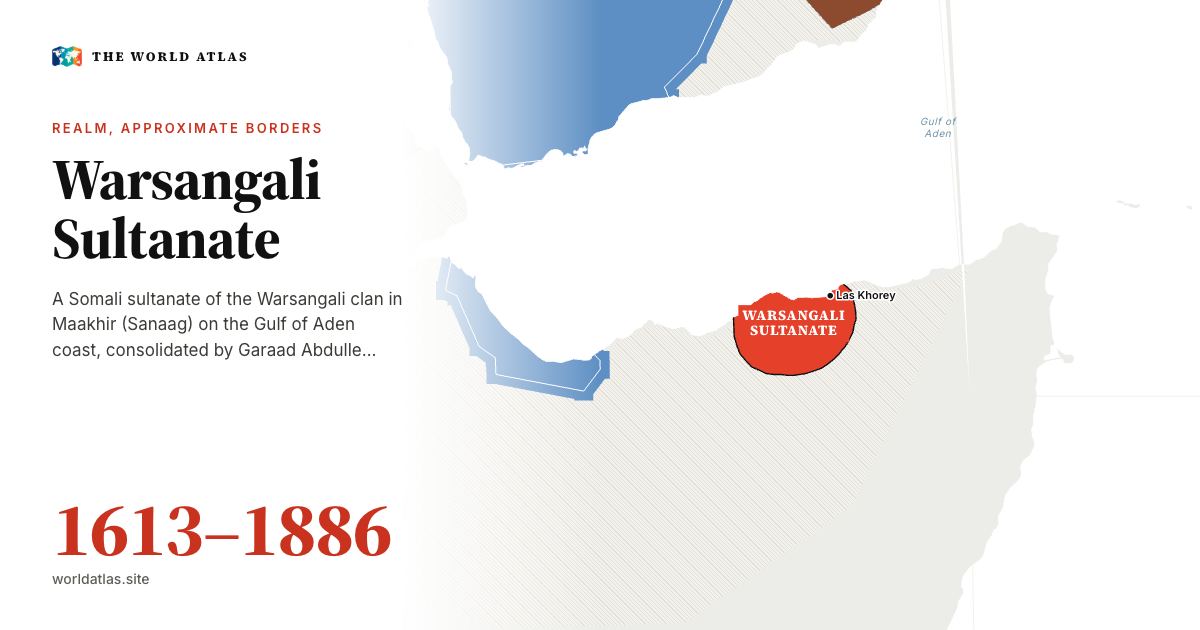 THE WORLD ATLAS
REALM, APPROXIMATE BORDERS
Warsangali
Sultanate
A Somali sultanate of the Warsangali clan in
Maakhir (Sanaag) on the Gulf of Aden
coast, consolidated by Garaad Abdulle...
1613–1886
worldatlas.site
Gulf of
Aden
Las Khorey
WARSANGALI
SULTANATE